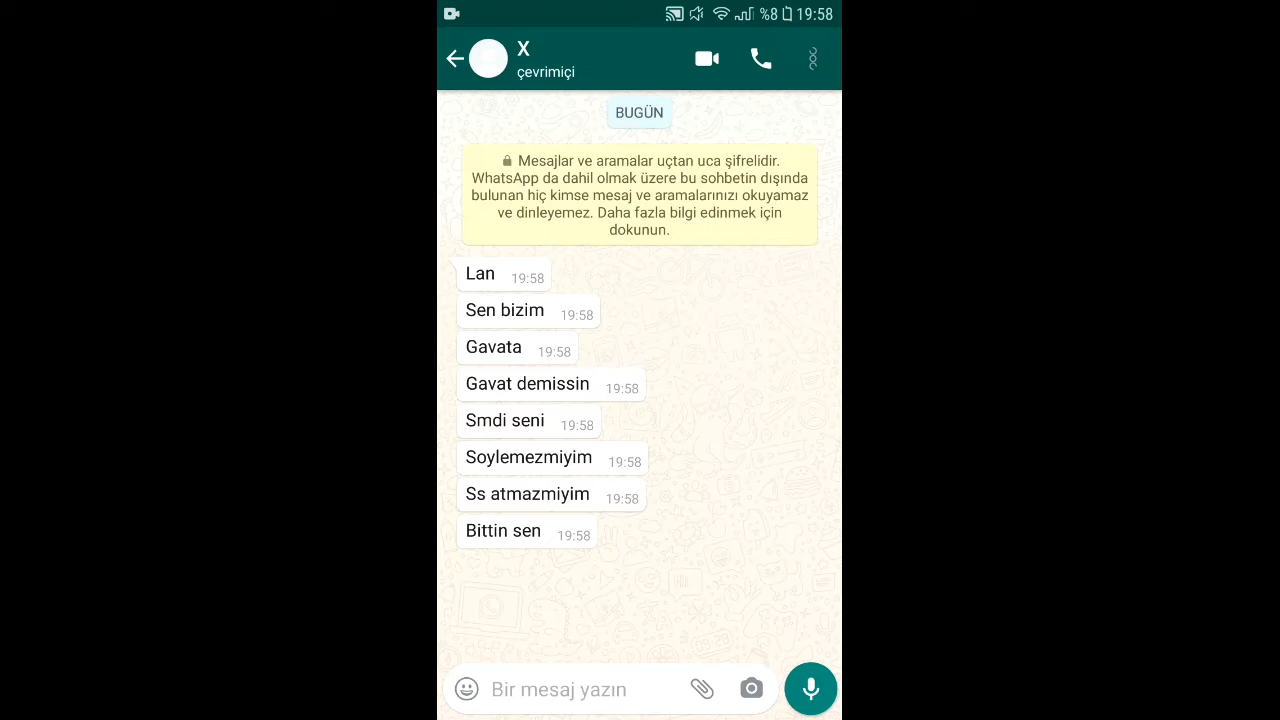 %8 19:58
X
çevrimiçi
BUGÜN
Mesajlar ve aramalar uçtan uca şifrelidir.
WhatsApp da dahil olmak üzere bu sohbetin dışında
bulunan hiç kimse mesaj ve aramalarınızı okuyamaz
ve dinleyemez. Daha fazla bilgi edinmek için
dokunun.
Lan 19:58
Sen bizim 19:58
Gavata 19:58
Gavat demissin 19:58
Smdi seni 19:58
Soylemezmiyim 19:58
Ss atmazmiyim 19:58
Bittin sen 19:58
Bir mesaj yazın